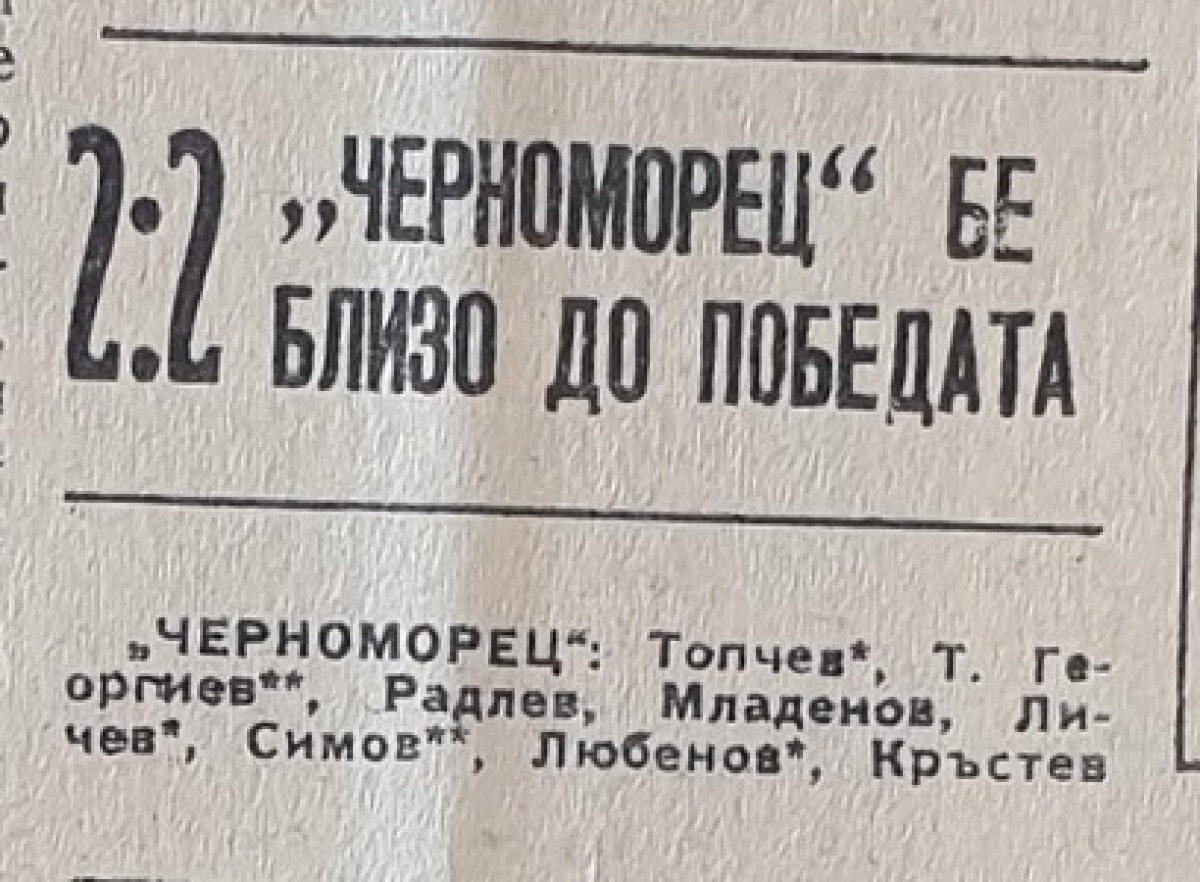 2:2 „ЧЕРНОМОРЕЦ“ БЕ
БЛИЗО ДО ПОБЕДАТА
„ЧЕРНОМОРЕЦ“: Топчев*, Т. Ге-
оргиев**, Радлев, Младенов, Ли-
чев*, Симов**, Любенов*, Кръстев